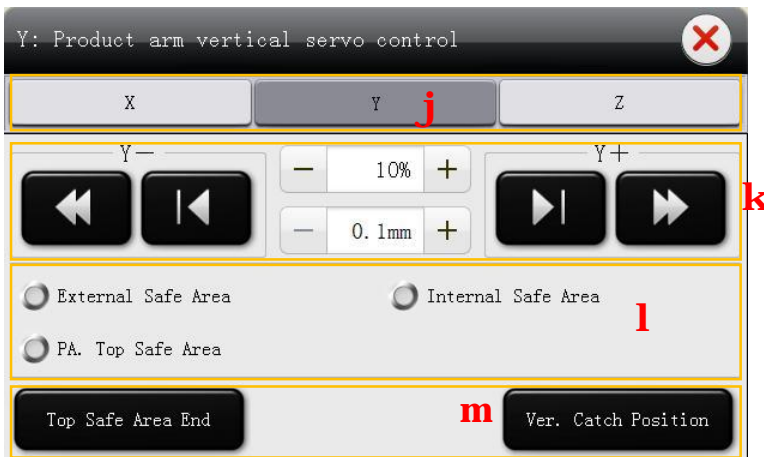 Y: Product arm vertical servo control
X Y j Z
Y— Y+
10%
k
0.1mm
External Safe Area Internal Safe Area
l
PA. Top Safe Area
Top Safe Area End m Ver. Catch Position